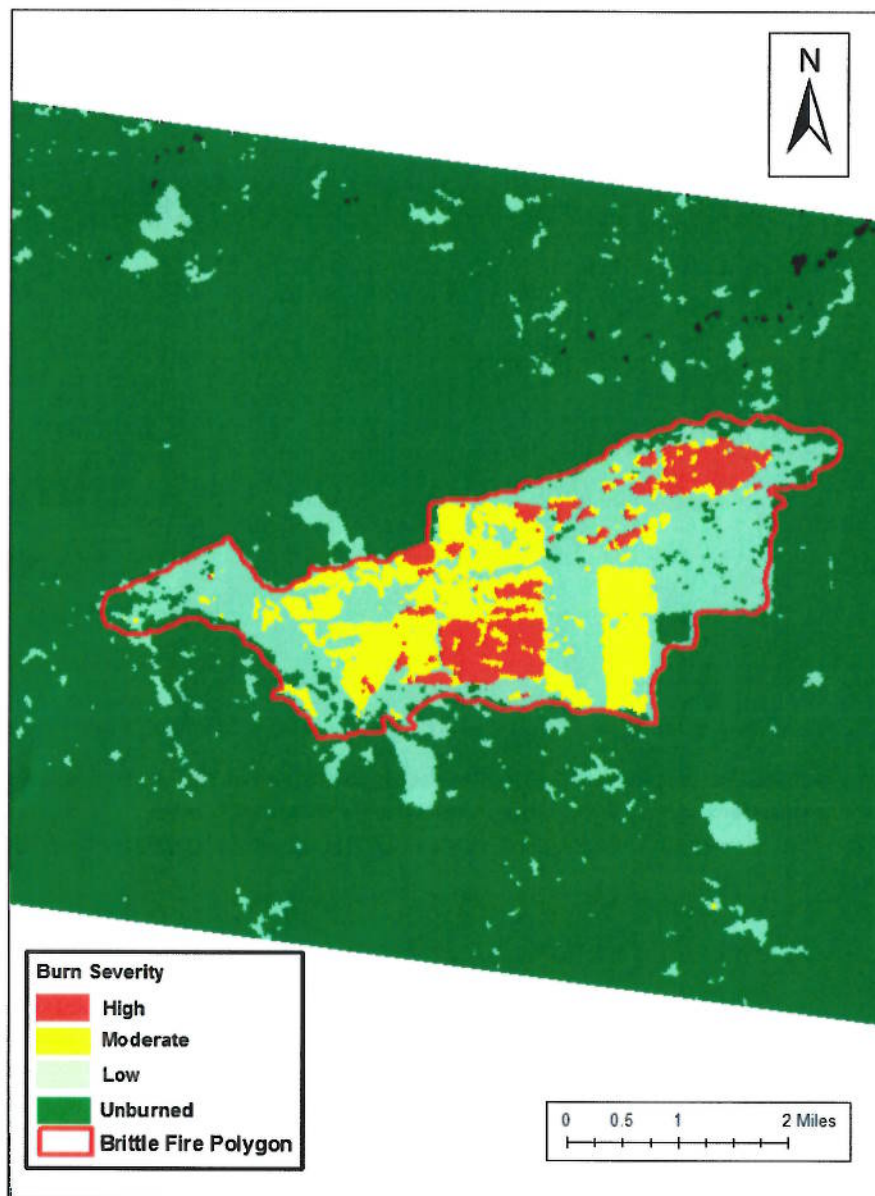 N
Burn Severity
High
Moderate
Low
Unburned
Brittle Fire Polygon
0 0.5 1 2 Miles